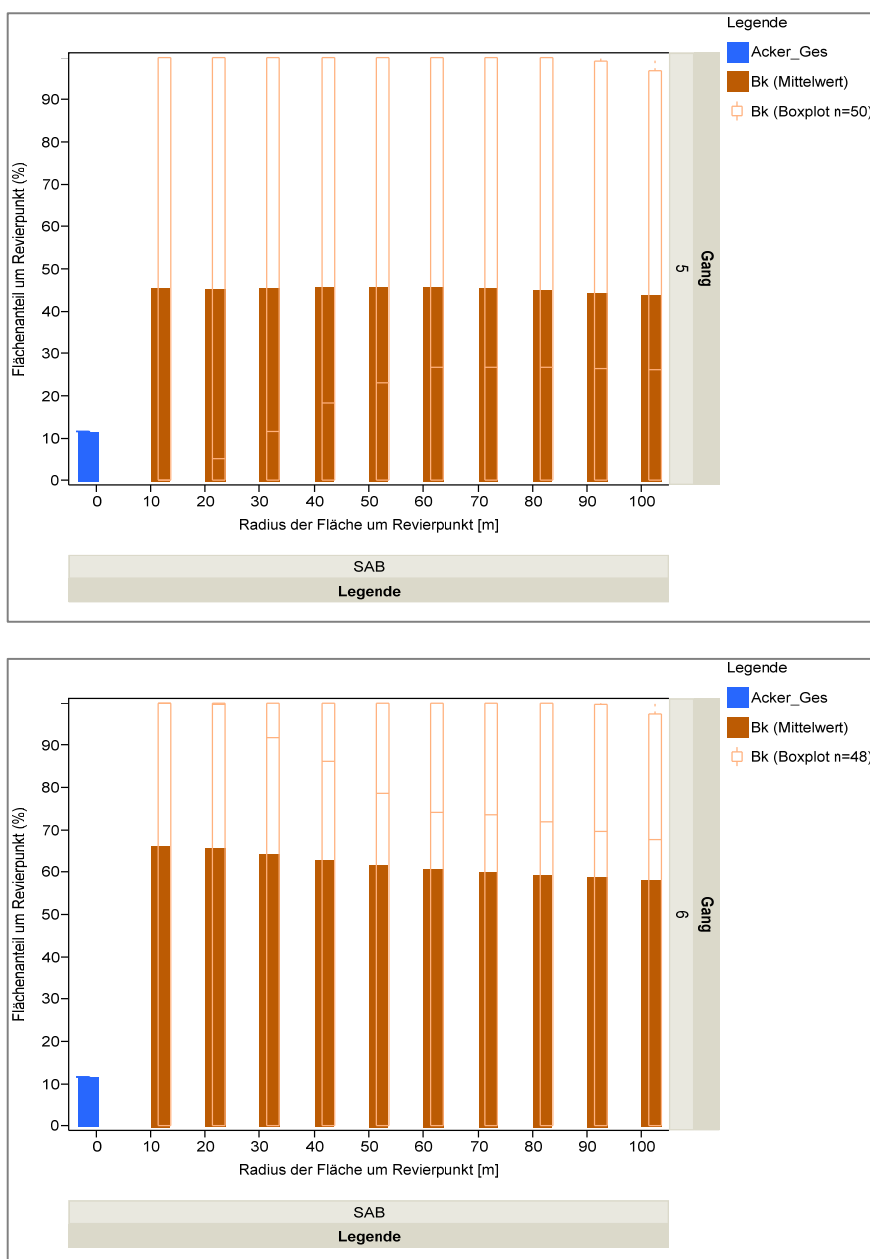 Legende
Acker_Ges
Bk (Mittelwert)
Bk (Boxplot n=50)
Flächenanteil um Revierpunkt (%)
90
80
70
60
50
40
30
20
10
0
0 10 20 30 40 50 60 70 80 90 100
Radius der Fläche um Revierpunkt [m]
5
Gang
SAB
Legende
Legende
Acker_Ges
Bk (Mittelwert)
Bk (Boxplot n=48)
Flächenanteil um Revierpunkt (%)
90
80
70
60
50
40
30
20
10
0
0 10 20 30 40 50 60 70 80 90 100
Radius der Fläche um Revierpunkt [m]
6
Gang
SAB
Legende